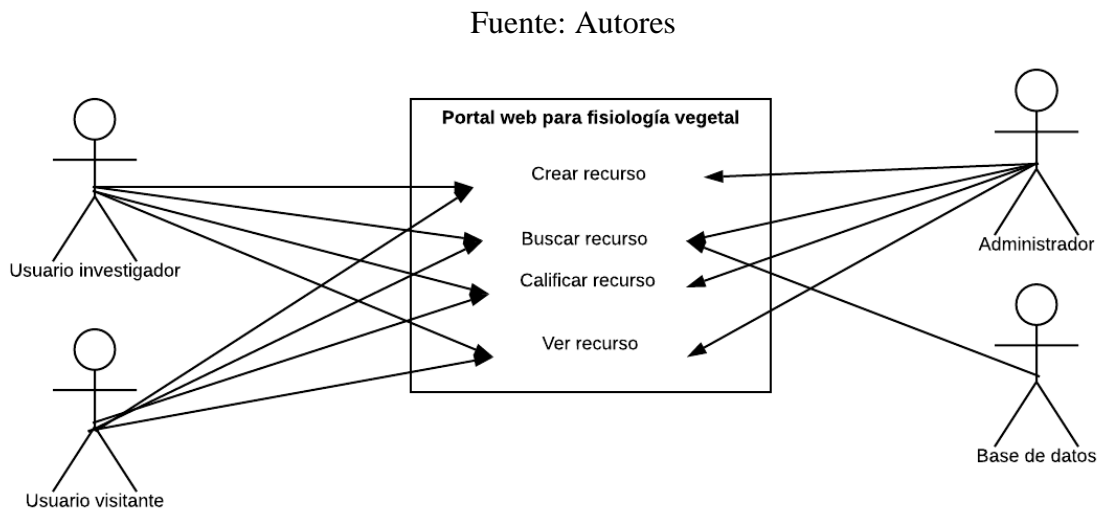 Fuente: Autores
Portal web para fisiología vegetal
Crear recurso
Buscar recurso
Calificar recurso
Ver recurso
Usuario investigador
Usuario visitante
Administrador
Base de datos